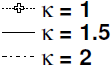 κ = 1
κ = 1.5
κ = 2